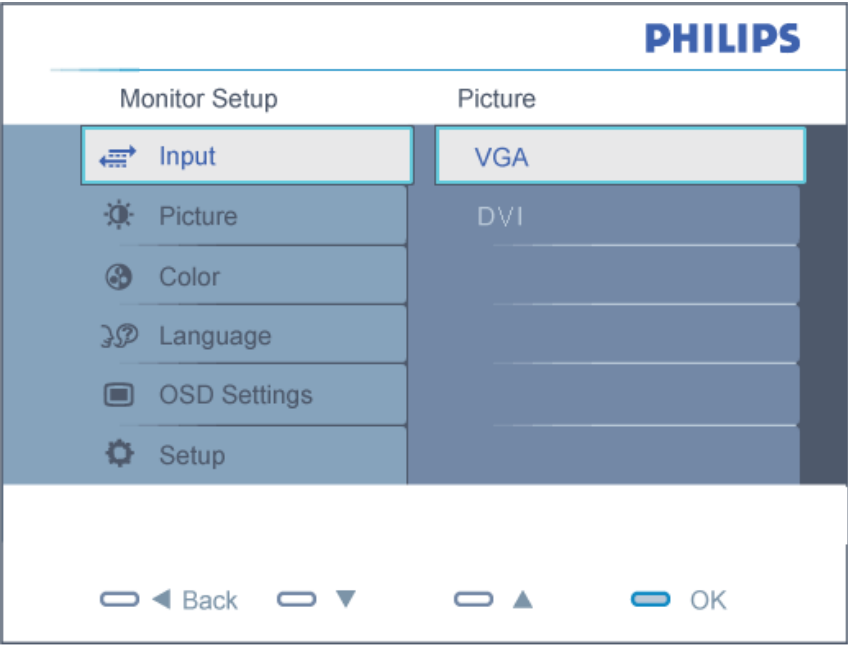 PHILIPS
Monitor Setup Picture
Input VGA
Picture DVI
Color
Language
OSD Settings
Setup
Back OK